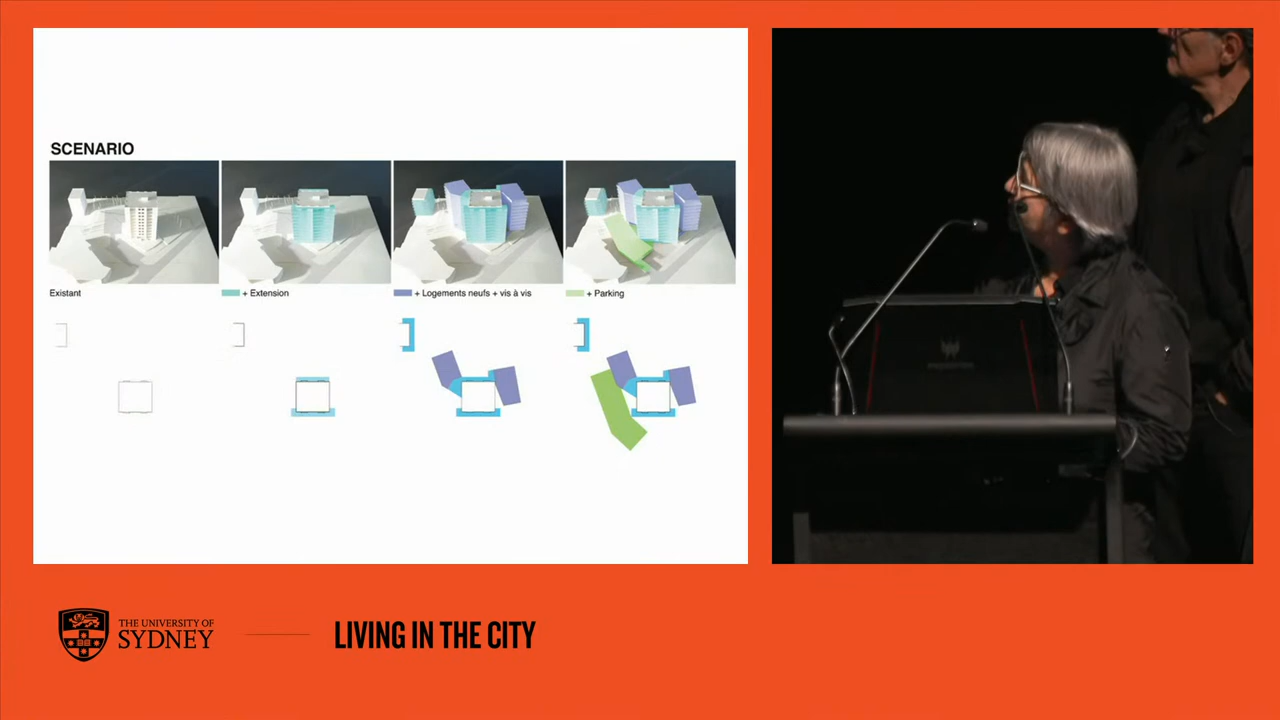 SCENARIO
Existant
+ Extension
+ Logements neufs + vis à vis
+ Parking
THE UNIVERSITY OF
SYDNEY
LIVING IN THE CITY